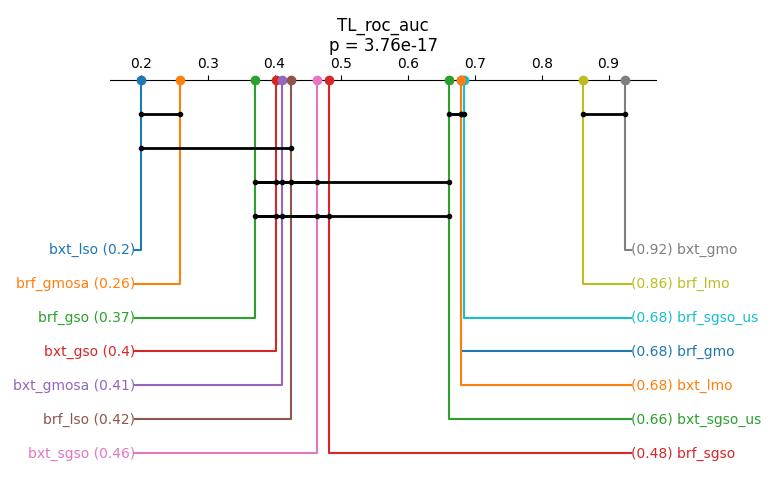 TL_roc_auc
p = 3.76e-17
0.2 0.3 0.4 0.5 0.6 0.7 0.8 0.9
bxt_lso (0.2) (0.92) bxt_gmo
brf_gmosa (0.26) (0.86) brf_lmo
brf_gso (0.37) (0.68) brf_sgso_us
bxt_gso (0.4) (0.68) brf_gmo
bxt_gmosa (0.41) (0.68) bxt_lmo
brf_lso (0.42) (0.66) bxt_sgso_us
bxt_sgso (0.46) (0.48) brf_sgso